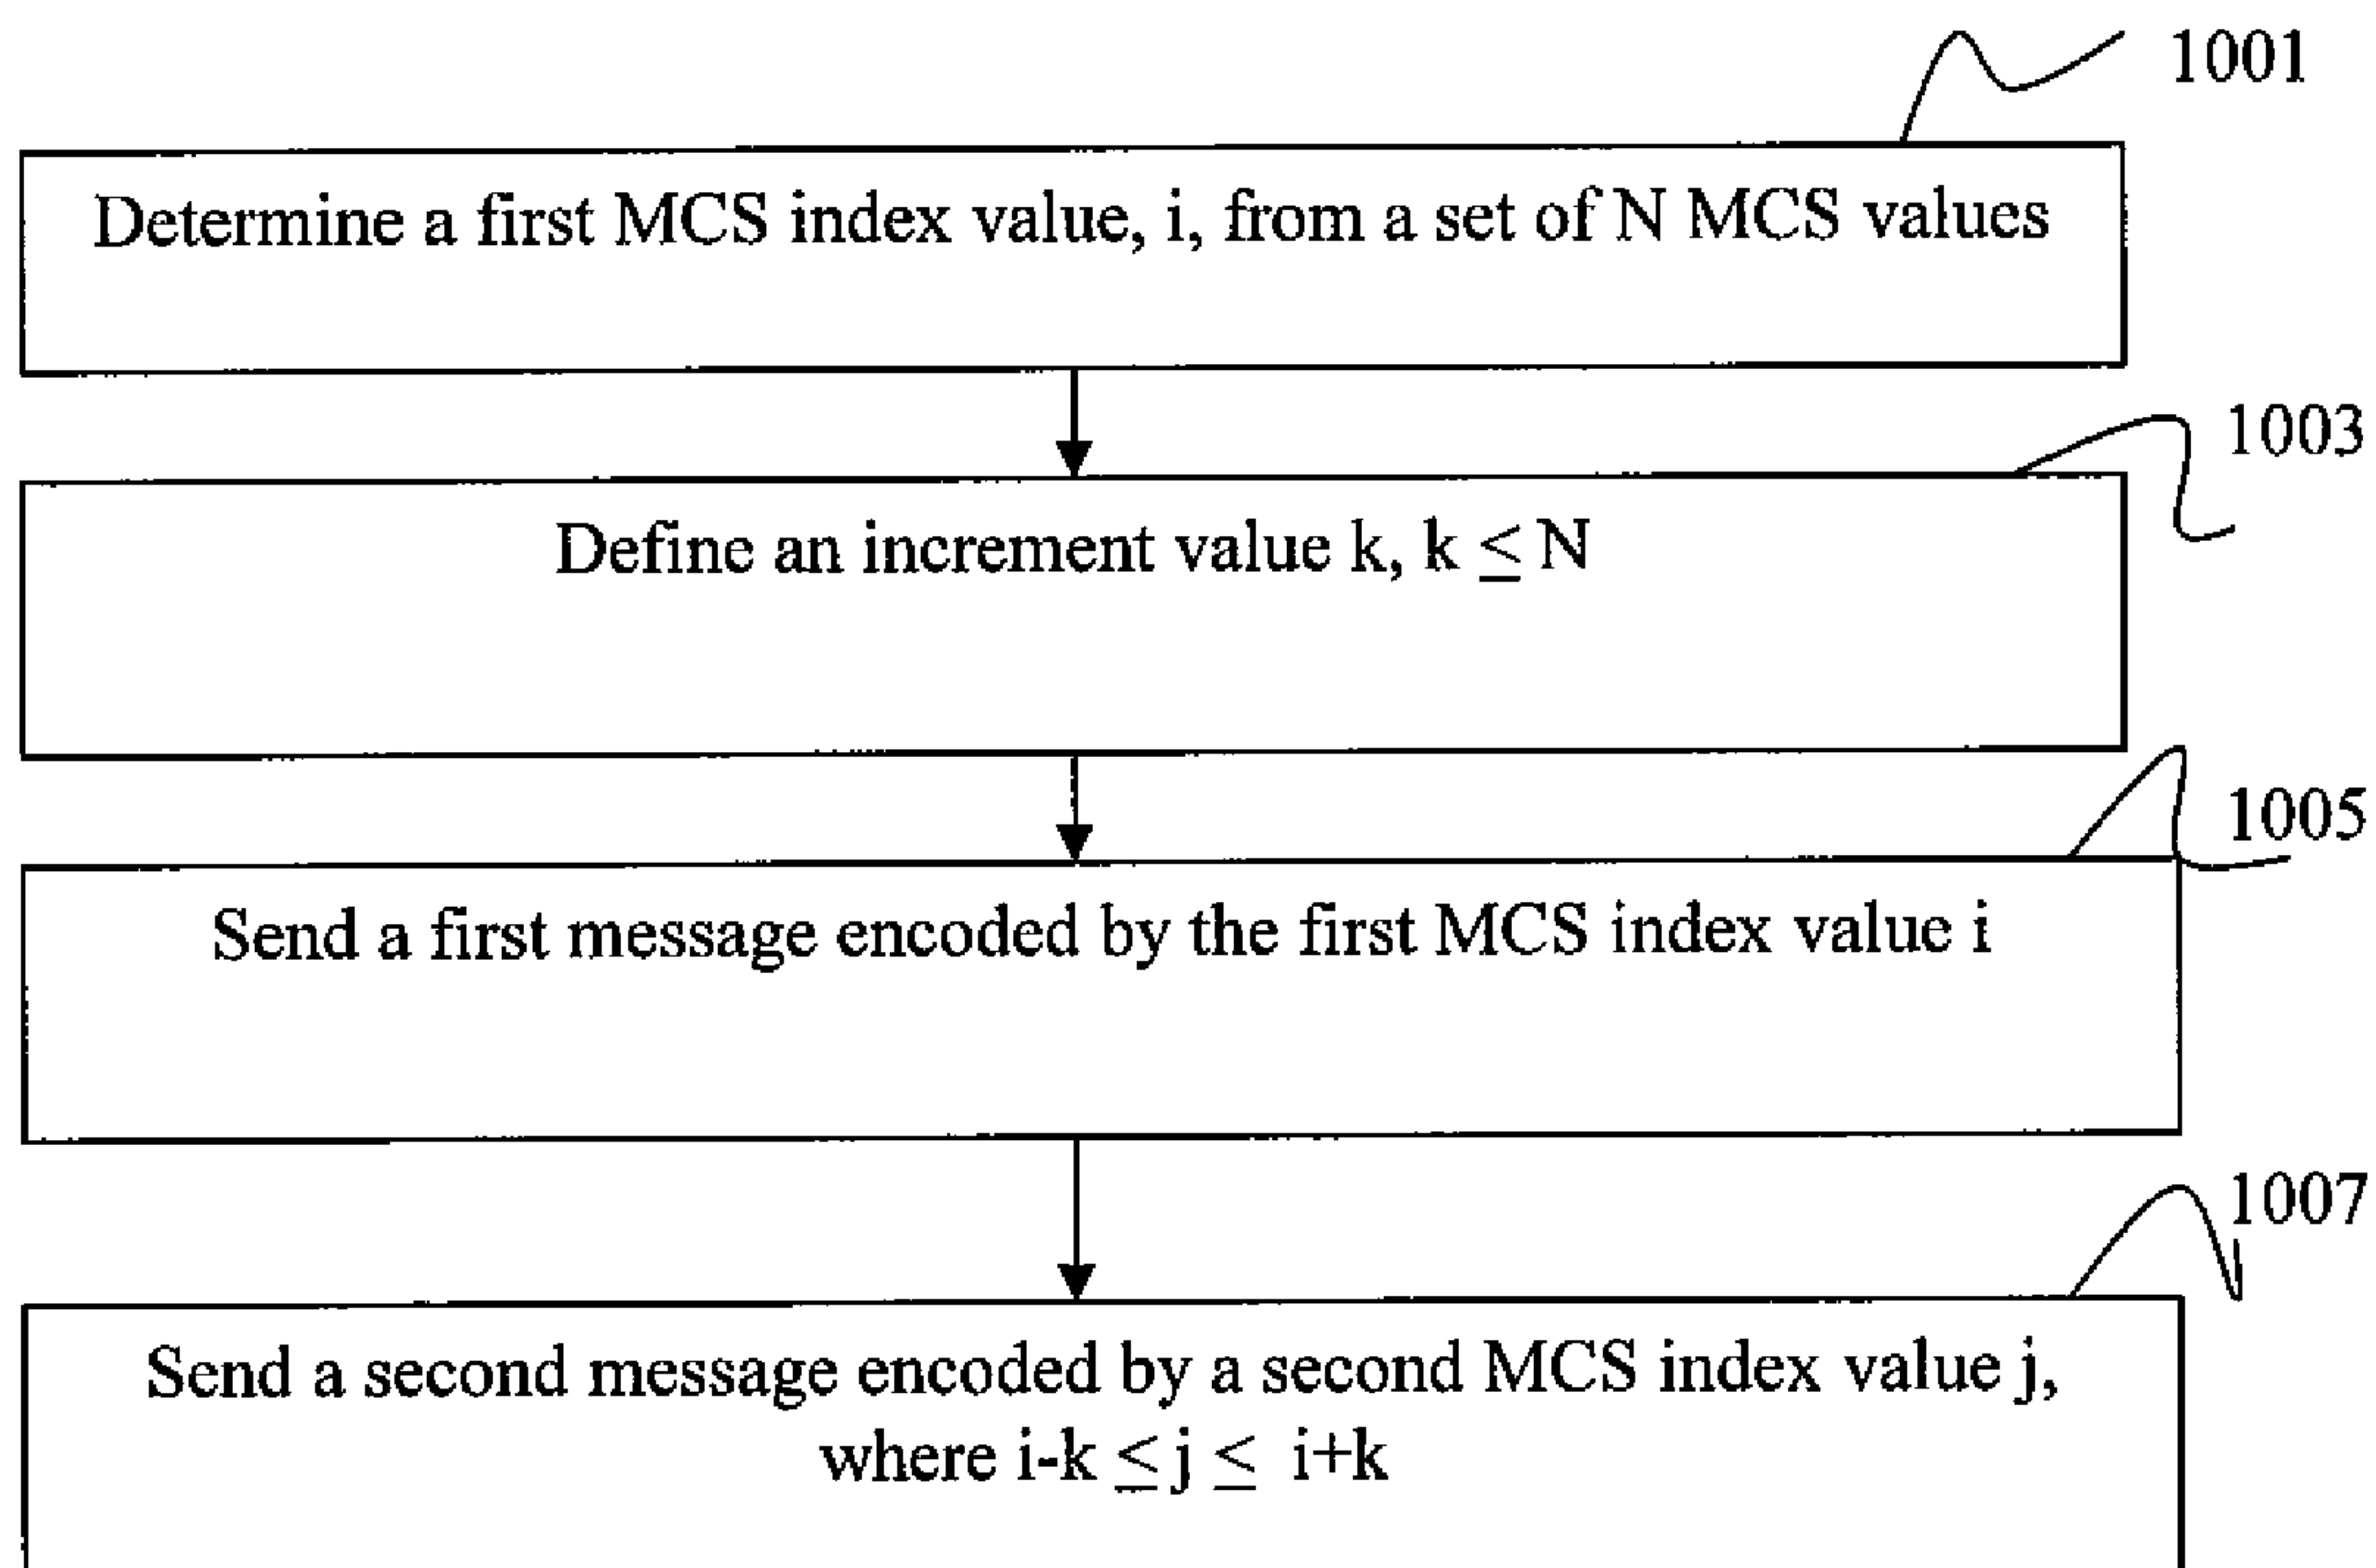 1001
Determine a first MCS index value, i, from a set of N MCS values
1003
Define an increment value k, k ≤ N
1005
Send a first message encoded by the first MCS index value i
1007
Send a second message encoded by a second MCS index value j,
where i-k ≤ j ≤ i+k